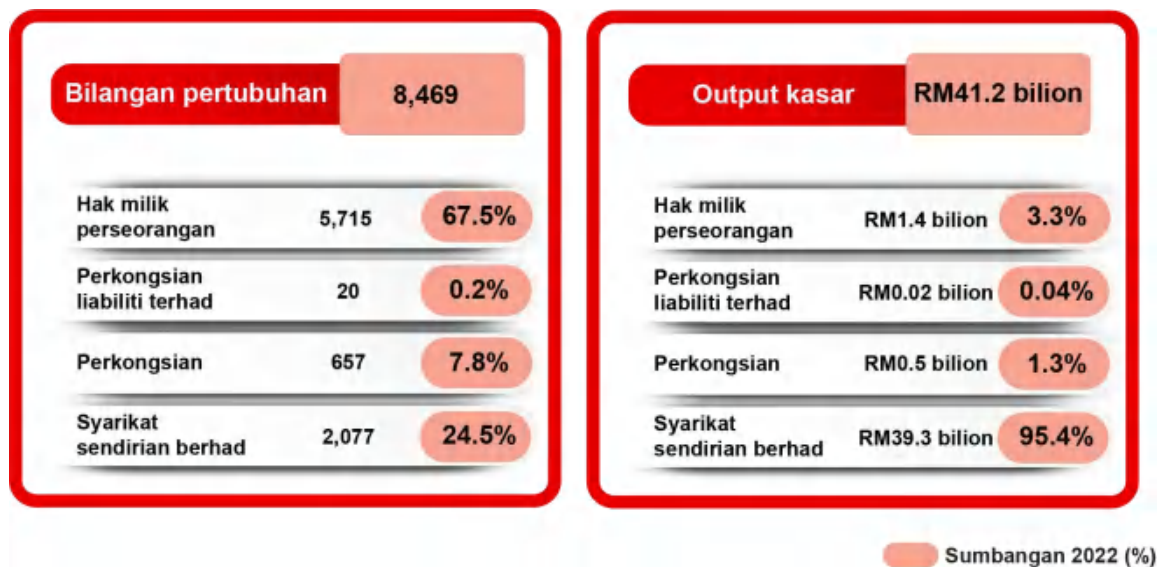 Bilangan pertubuhan 8,469
Hak milik
perseorangan 5,715 67.5%
Perkongsian
liabiliti terhad 20 0.2%
Perkongsian 657 7.8%
Syarikat
sendirian berhad 2,077 24.5%
Output kasar RM41.2 bilion
Hak milik
perseorangan RM1.4 bilion 3.3%
Perkongsian
liabiliti terhad RM0.02 bilion 0.04%
Perkongsian RM0.5 bilion 1.3%
Syarikat
sendirian berhad RM39.3 bilion 95.4%
Sumbangan 2022 (%)